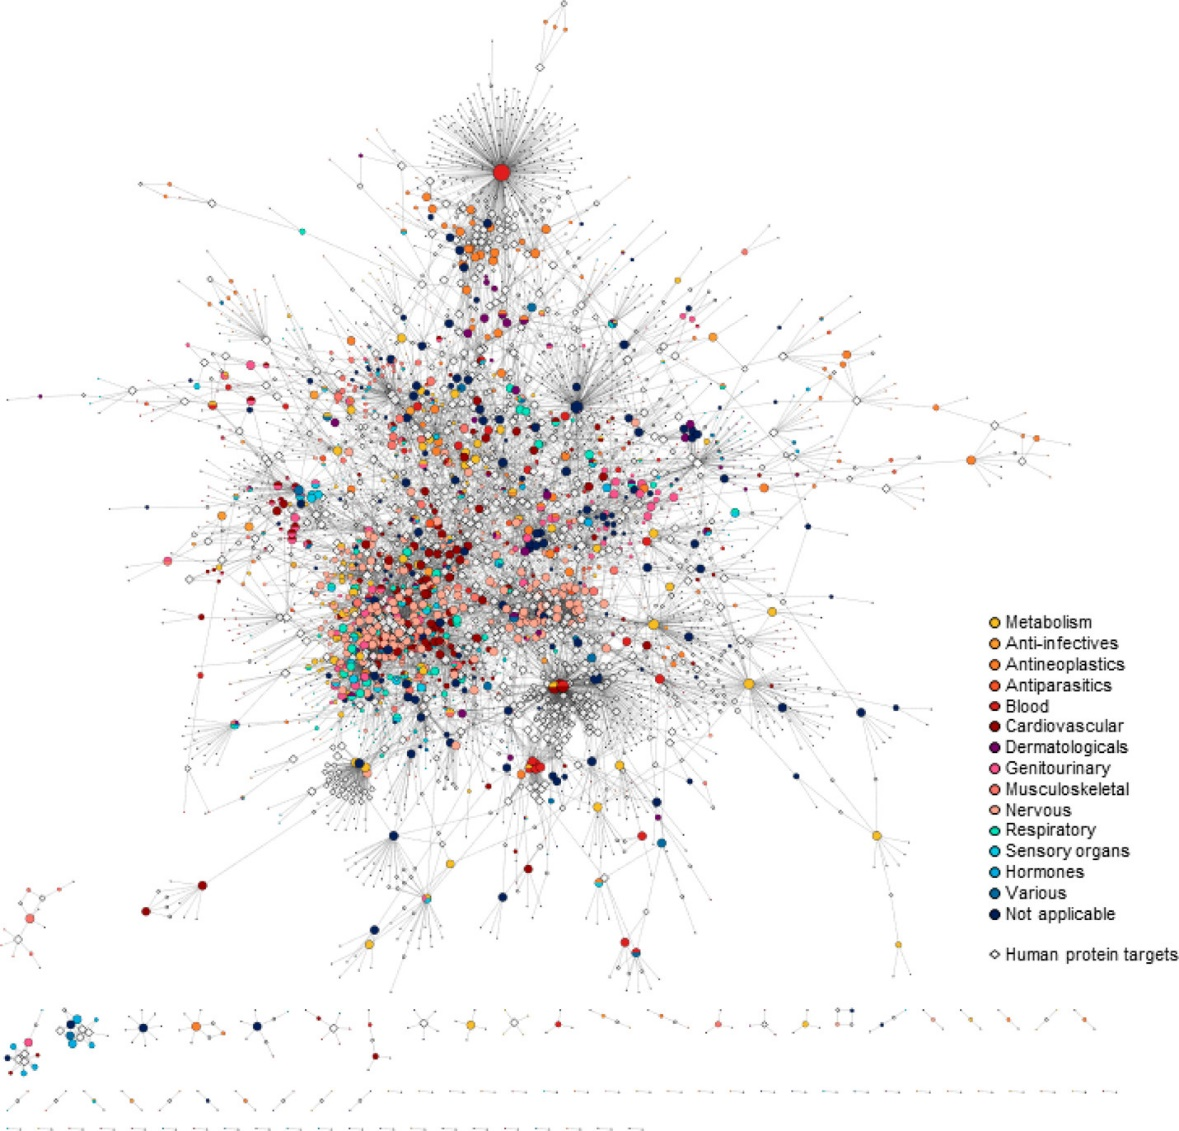 Metabolism
Anti-infectives
Antineoplastics
Antiparasitics
Blood
Cardiovascular
Dermatologicals
Genitourinary
Musculoskeletal
Nervous
Respiratory
Sensory organs
Hormones
Various
Not applicable
Human protein targets